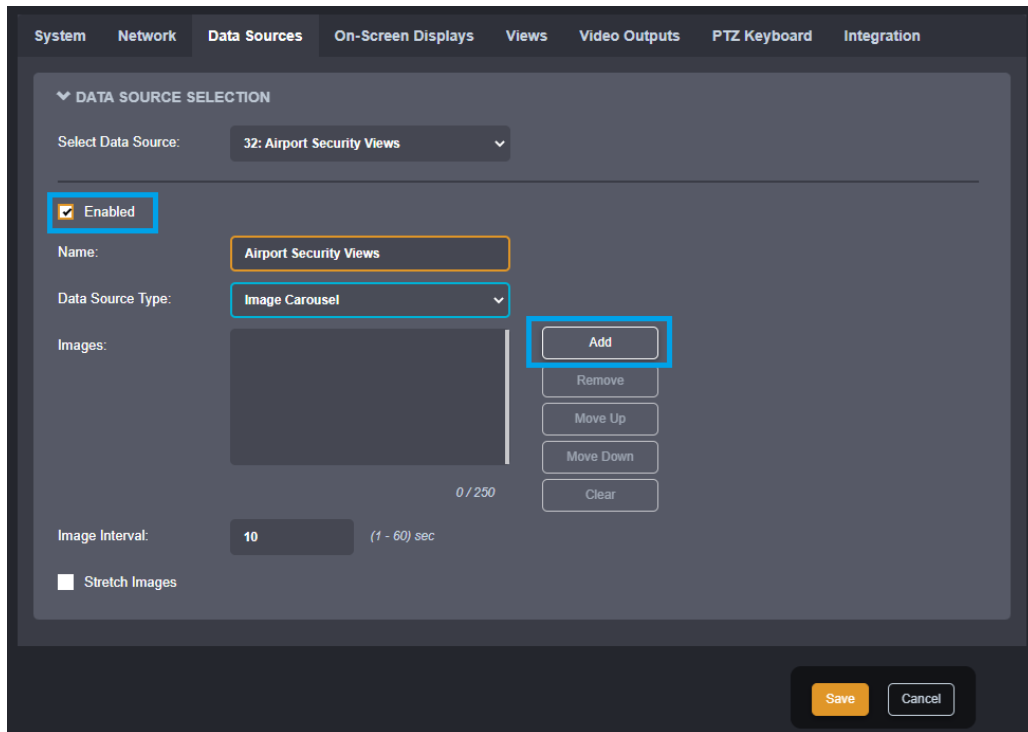 System Network Data Sources On-Screen Displays Views Video Outputs PTZ Keyboard Integration
DATA SOURCE SELECTION
Select Data Source: 32: Airport Security Views
Enabled
Name: Airport Security Views
Data Source Type: Image Carousel
Images: Add
Remove
Move Up
Move Down
0 / 250 Clear
Image Interval: 10 (1 - 60) sec
Stretch Images
Save Cancel